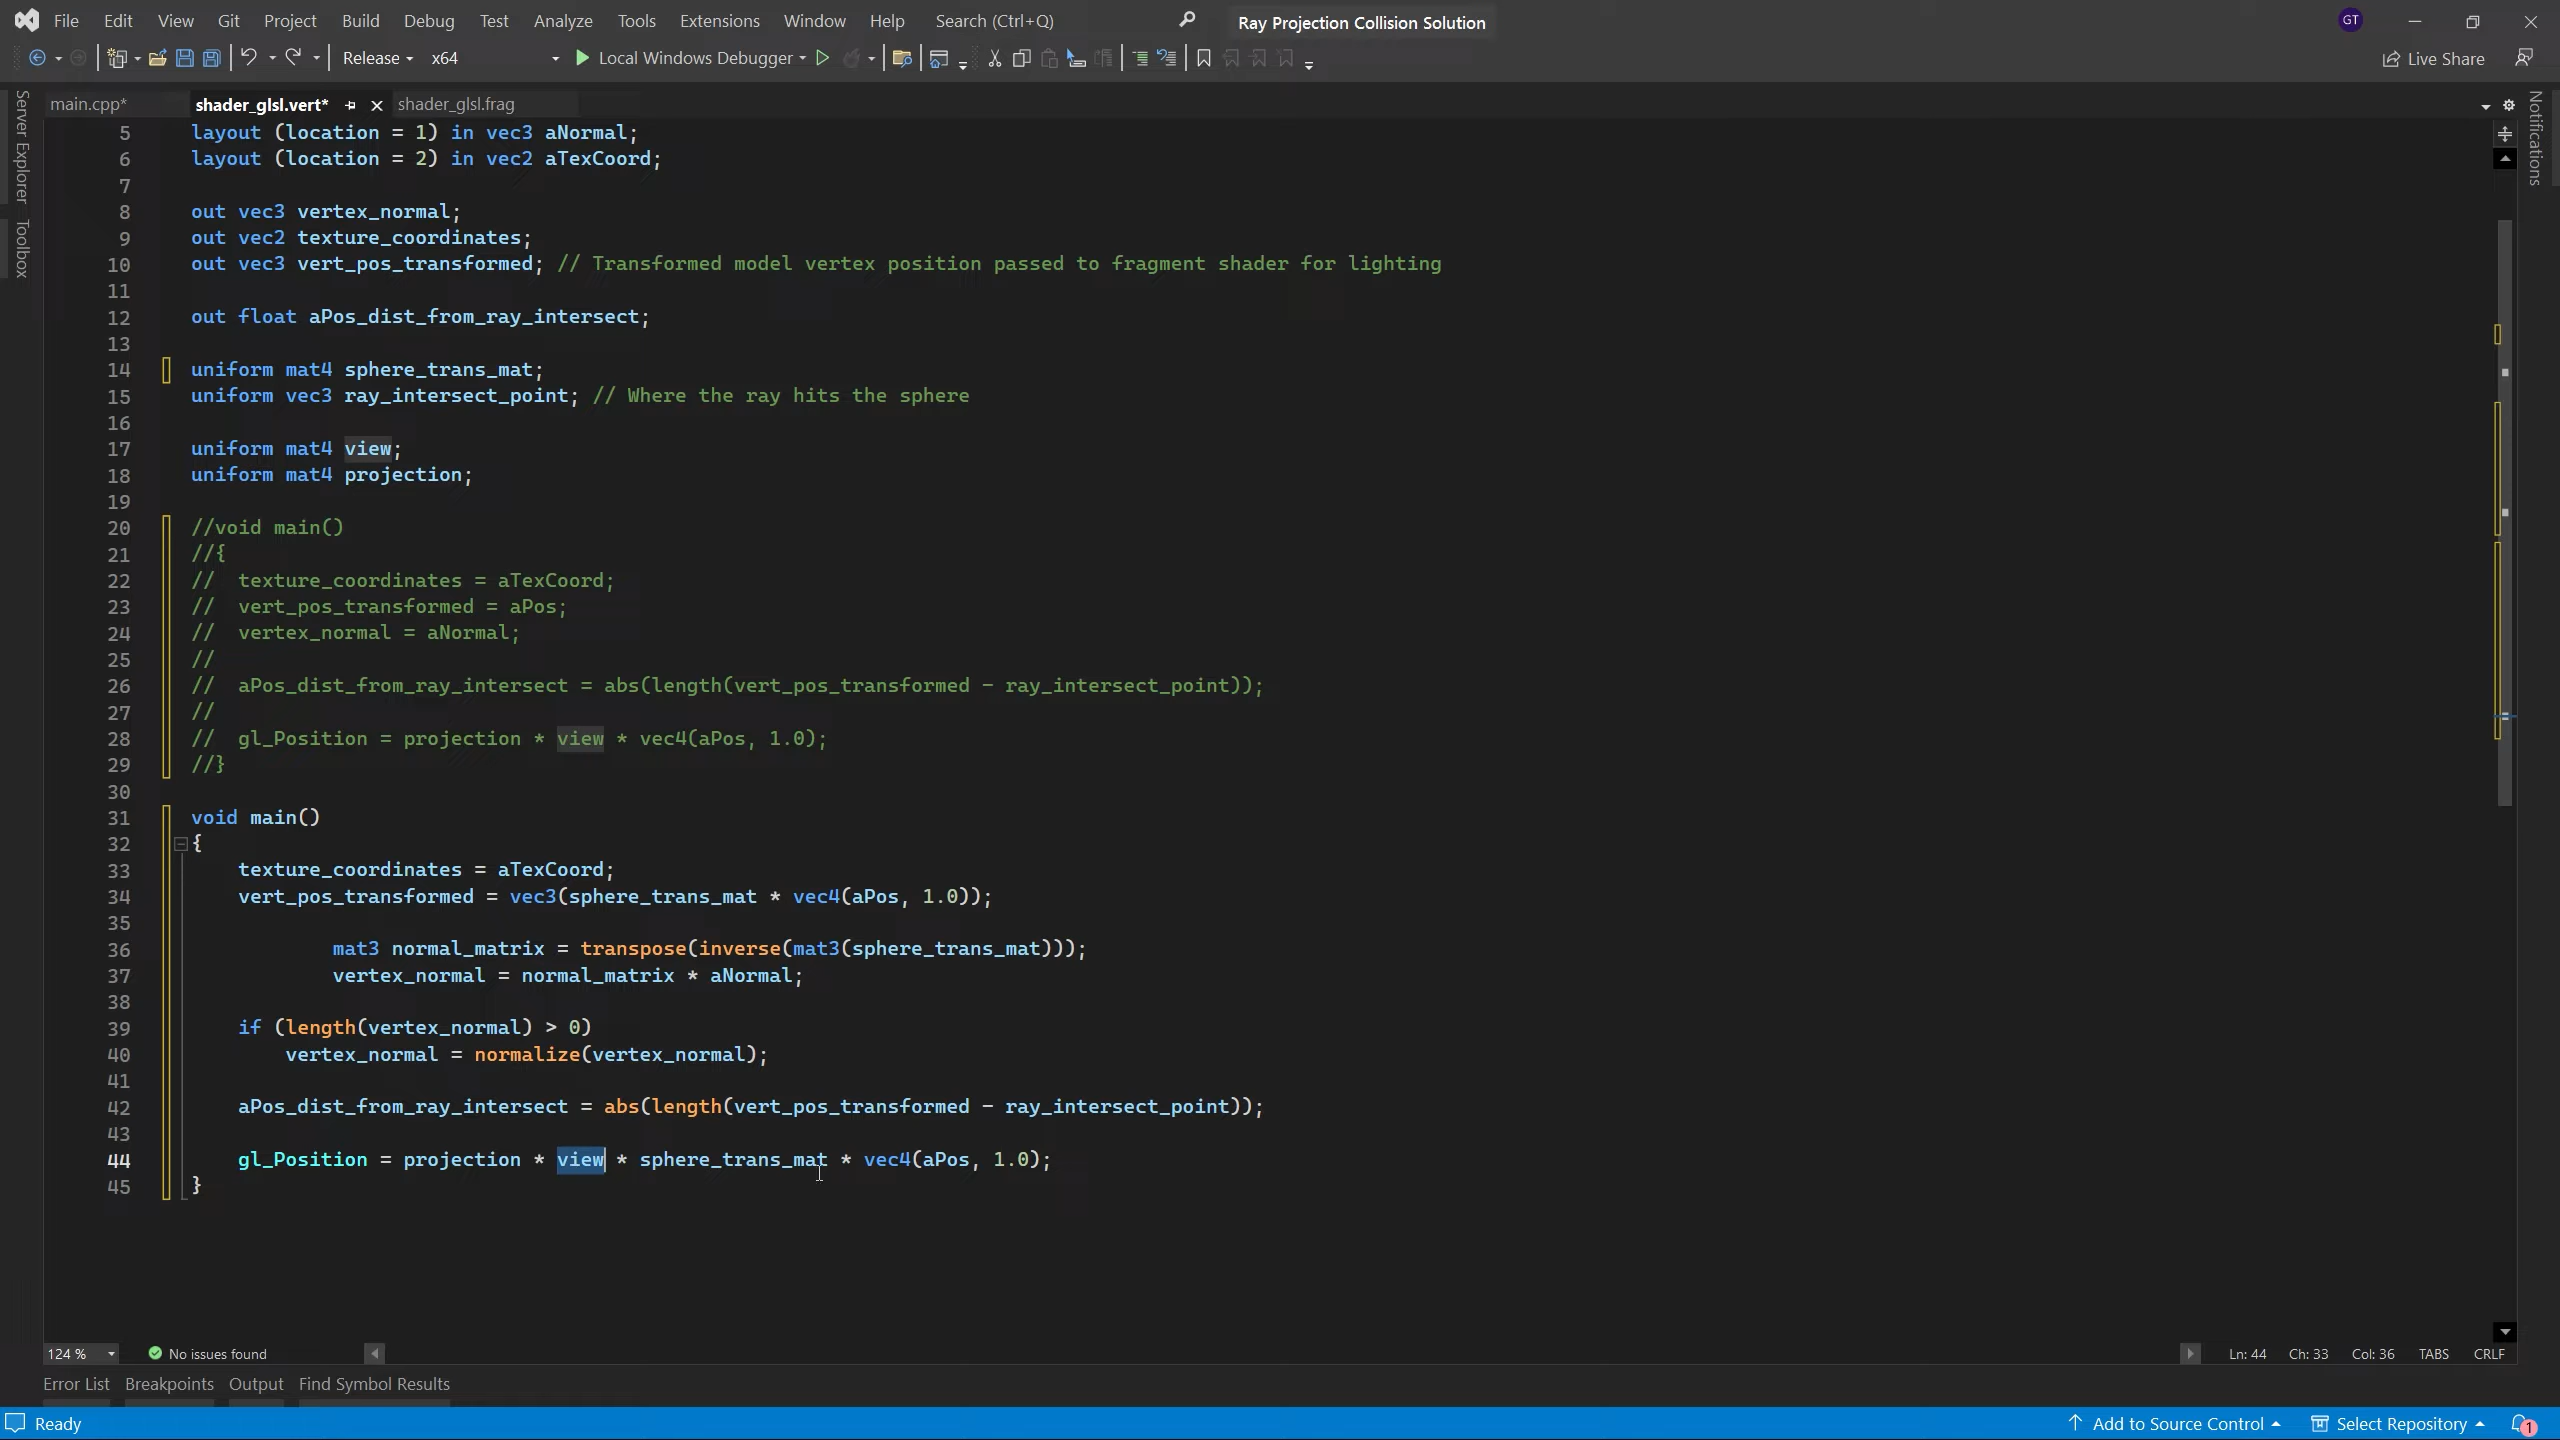 File Edit View Git Project Build Debug Test Analyze Tools Extensions Window Help Search (Ctrl+Q) Ray Projection Collision Solution GT
Release x64 Local Windows Debugger Live Share
Server Explorer
Toolbox
Notifications
main.cpp* shader_glsl.vert* shader_glsl.frag
5 layout (location = 1) in vec3 aNormal;
6 layout (location = 2) in vec2 aTexCoord;
7
8 out vec3 vertex_normal;
9 out vec2 texture_coordinates;
10 out vec3 vert_pos_transformed; // Transformed model vertex position passed to fragment shader for lighting
11
12 out float aPos_dist_from_ray_intersect;
13
14 uniform mat4 sphere_trans_mat;
15 uniform vec3 ray_intersect_point; // Where the ray hits the sphere
16
17 uniform mat4 view;
18 uniform mat4 projection;
19
20 //void main()
21 //{
22 // texture_coordinates = aTexCoord;
23 // vert_pos_transformed = aPos;
24 // vertex_normal = aNormal;
25 //
26 // aPos_dist_from_ray_intersect = abs(length(vert_pos_transformed - ray_intersect_point));
27 //
28 // gl_Position = projection * view * vec4(aPos, 1.0);
29 //}
30
31 void main()
32 {
33 texture_coordinates = aTexCoord;
34 vert_pos_transformed = vec3(sphere_trans_mat * vec4(aPos, 1.0));
35
36 mat3 normal_matrix = transpose(inverse(mat3(sphere_trans_mat)));
37 vertex_normal = normal_matrix * aNormal;
38
39 if (length(vertex_normal) > 0)
40 vertex_normal = normalize(vertex_normal);
41
42 aPos_dist_from_ray_intersect = abs(length(vert_pos_transformed - ray_intersect_point));
43
44 gl_Position = projection * view * sphere_trans_mat * vec4(aPos, 1.0);
45 }
124 % No issues found Ln: 44 Ch: 33 Col: 36 TABS CRLF
Error List Breakpoints Output Find Symbol Results
Ready Add to Source Control Select Repository 1